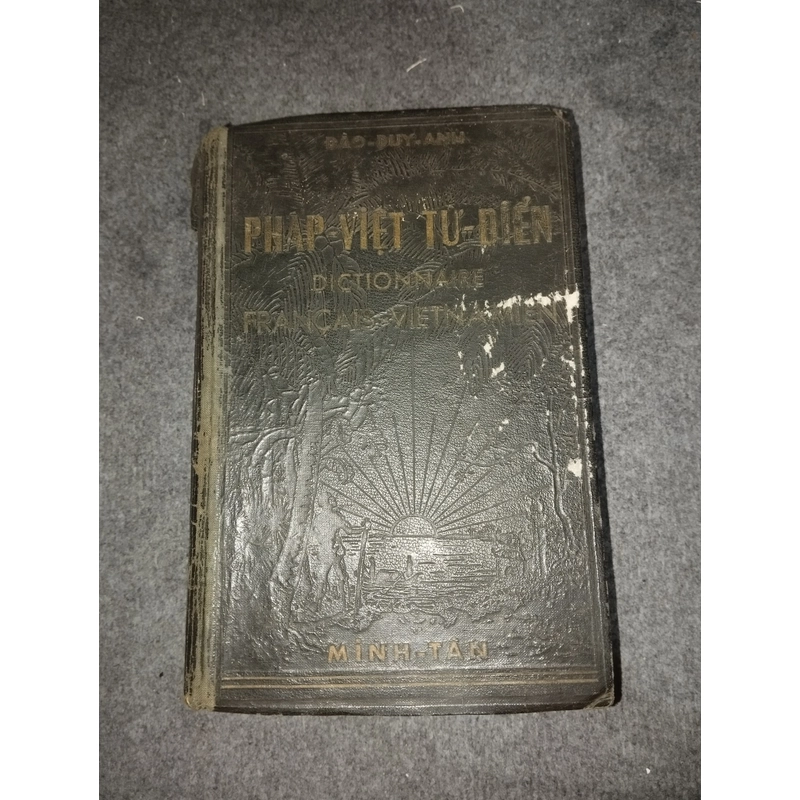 ĐÀO-DUY-ANH
PHÁP-VIỆT TỪ-ĐIỂN
DICTIONNAIRE
FRANÇAIS-VIETNAMIEN
MINH-TÂN